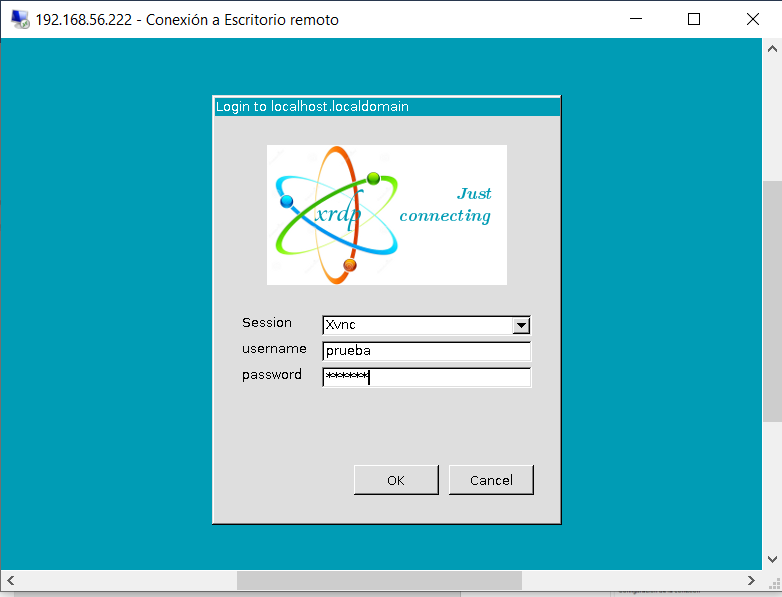 192.168.56.222 - Conexión a Escritorio remoto
Login to localhost.localdomain
xrdp
Just
connecting
Session
Xvnc
username
prueba
password
******
OK
Cancel